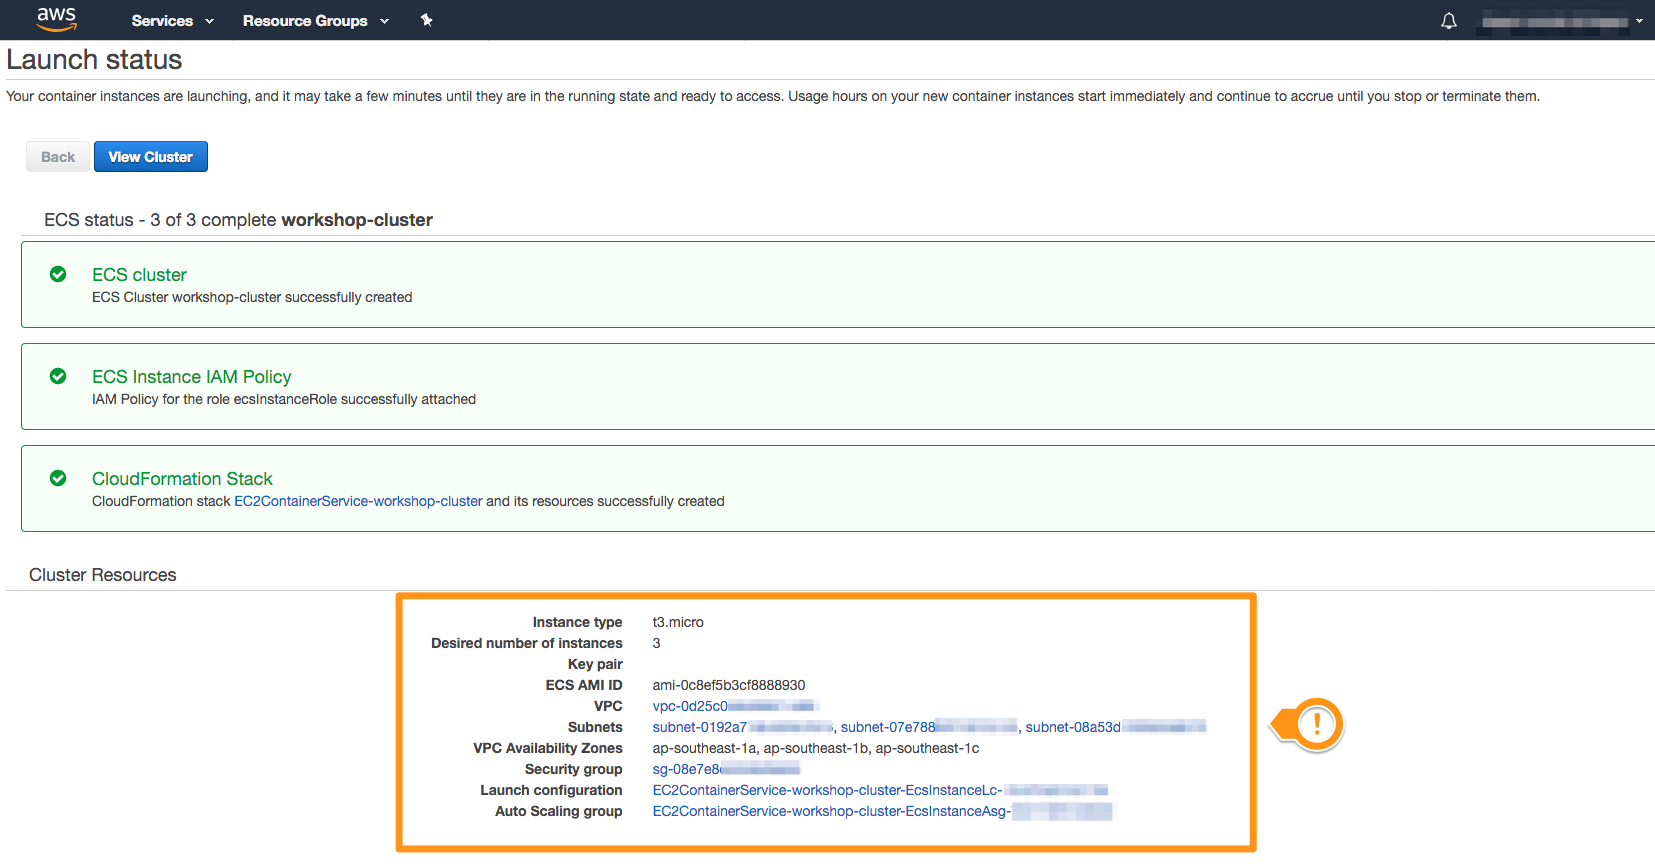 aws Services Resource Groups
Launch status
Your container instances are launching, and it may take a few minutes until they are in the running state and ready to access. Usage hours on your new container instances start immediately and continue to accrue until you stop or terminate them.
Back View Cluster
ECS status - 3 of 3 complete workshop-cluster
ECS cluster
ECS Cluster workshop-cluster successfully created
ECS Instance IAM Policy
IAM Policy for the role ecsInstanceRole successfully attached
CloudFormation Stack
CloudFormation stack EC2ContainerService-workshop-cluster and its resources successfully created
Cluster Resources
Instance type t3.micro
Desired number of instances 3
Key pair
ECS AMI ID ami-0c8ef5b3cf8888930
VPC vpc-0d25c0
Subnets subnet-0192a7 , subnet-07e788 , subnet-08a53d
VPC Availability Zones ap-southeast-1a, ap-southeast-1b, ap-southeast-1c
Security group sg-08e7e8
Launch configuration EC2ContainerService-workshop-cluster-EcsInstanceLc-
Auto Scaling group EC2ContainerService-workshop-cluster-EcsInstanceAsg-
!